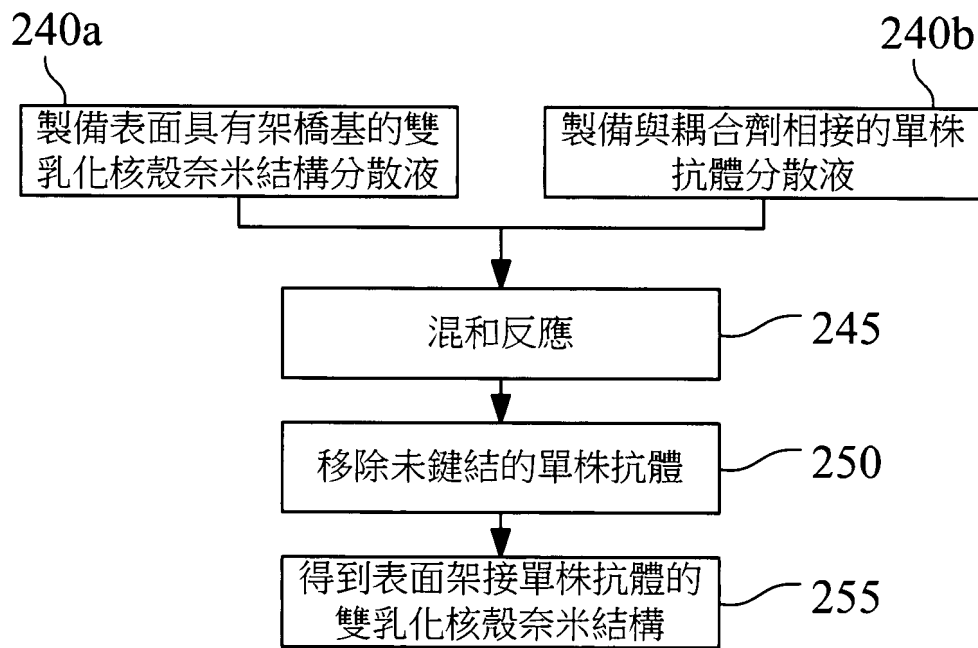 240a
240b
製備表面具有架橋基的雙
乳化核殼奈米結構分散液
製備與耦合劑相接的單株
抗體分散液
混和反應
245
移除未鍵結的單株抗體
250
得到表面架接單株抗體的
雙乳化核殼奈米結構
255